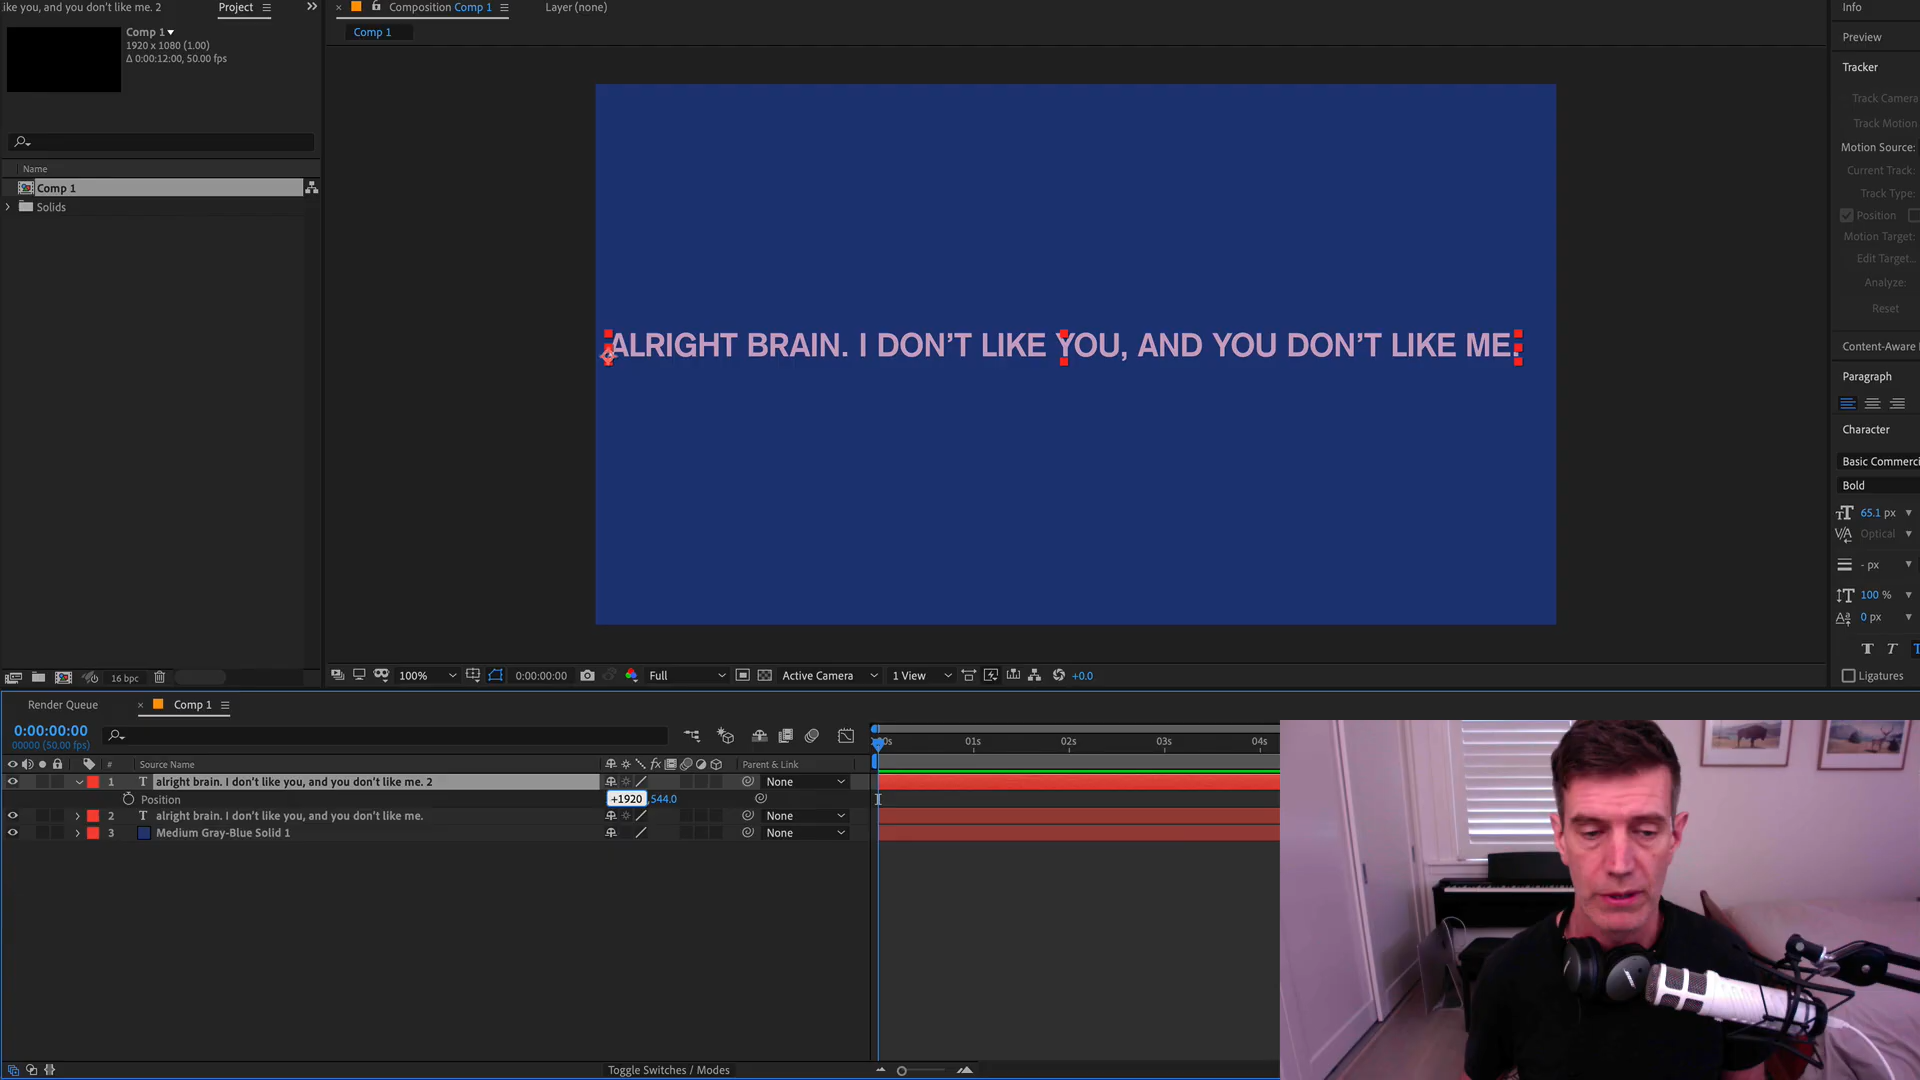 ike you, and you don't like me. 2
Project
Composition Comp 1
Layer (none)
Info
Comp 1
1920 x 1080 (1.00)
Δ 0:00:12:00, 50.00 fps
Comp 1
Preview
Tracker
Track Camera
Track Motion
Motion Source:
Current Track:
Track Type:
Position
Motion Target:
Edit Target...
Analyze:
Reset
Name
Comp 1
Solids
ALRIGHT BRAIN. I DON'T LIKE YOU, AND YOU DON'T LIKE ME.
Content-Aware
Paragraph
Character
Basic Commerci
Bold
65.1 px
Optical
- px
100 %
0 px
Ligatures
16 bpc
100%
0:00:00:00
Full
Active Camera
1 View
+0.0
Render Queue
Comp 1
0:00:00:00
00000 (50.00 fps)
01s
02s
03s
04s
#
Source Name
Parent & Link
1
alright brain. I don't like you, and you don't like me. 2
None
Position
+1920
,544.0
2
alright brain. I don't like you, and you don't like me.
None
3
Medium Gray-Blue Solid 1
None
Toggle Switches / Modes